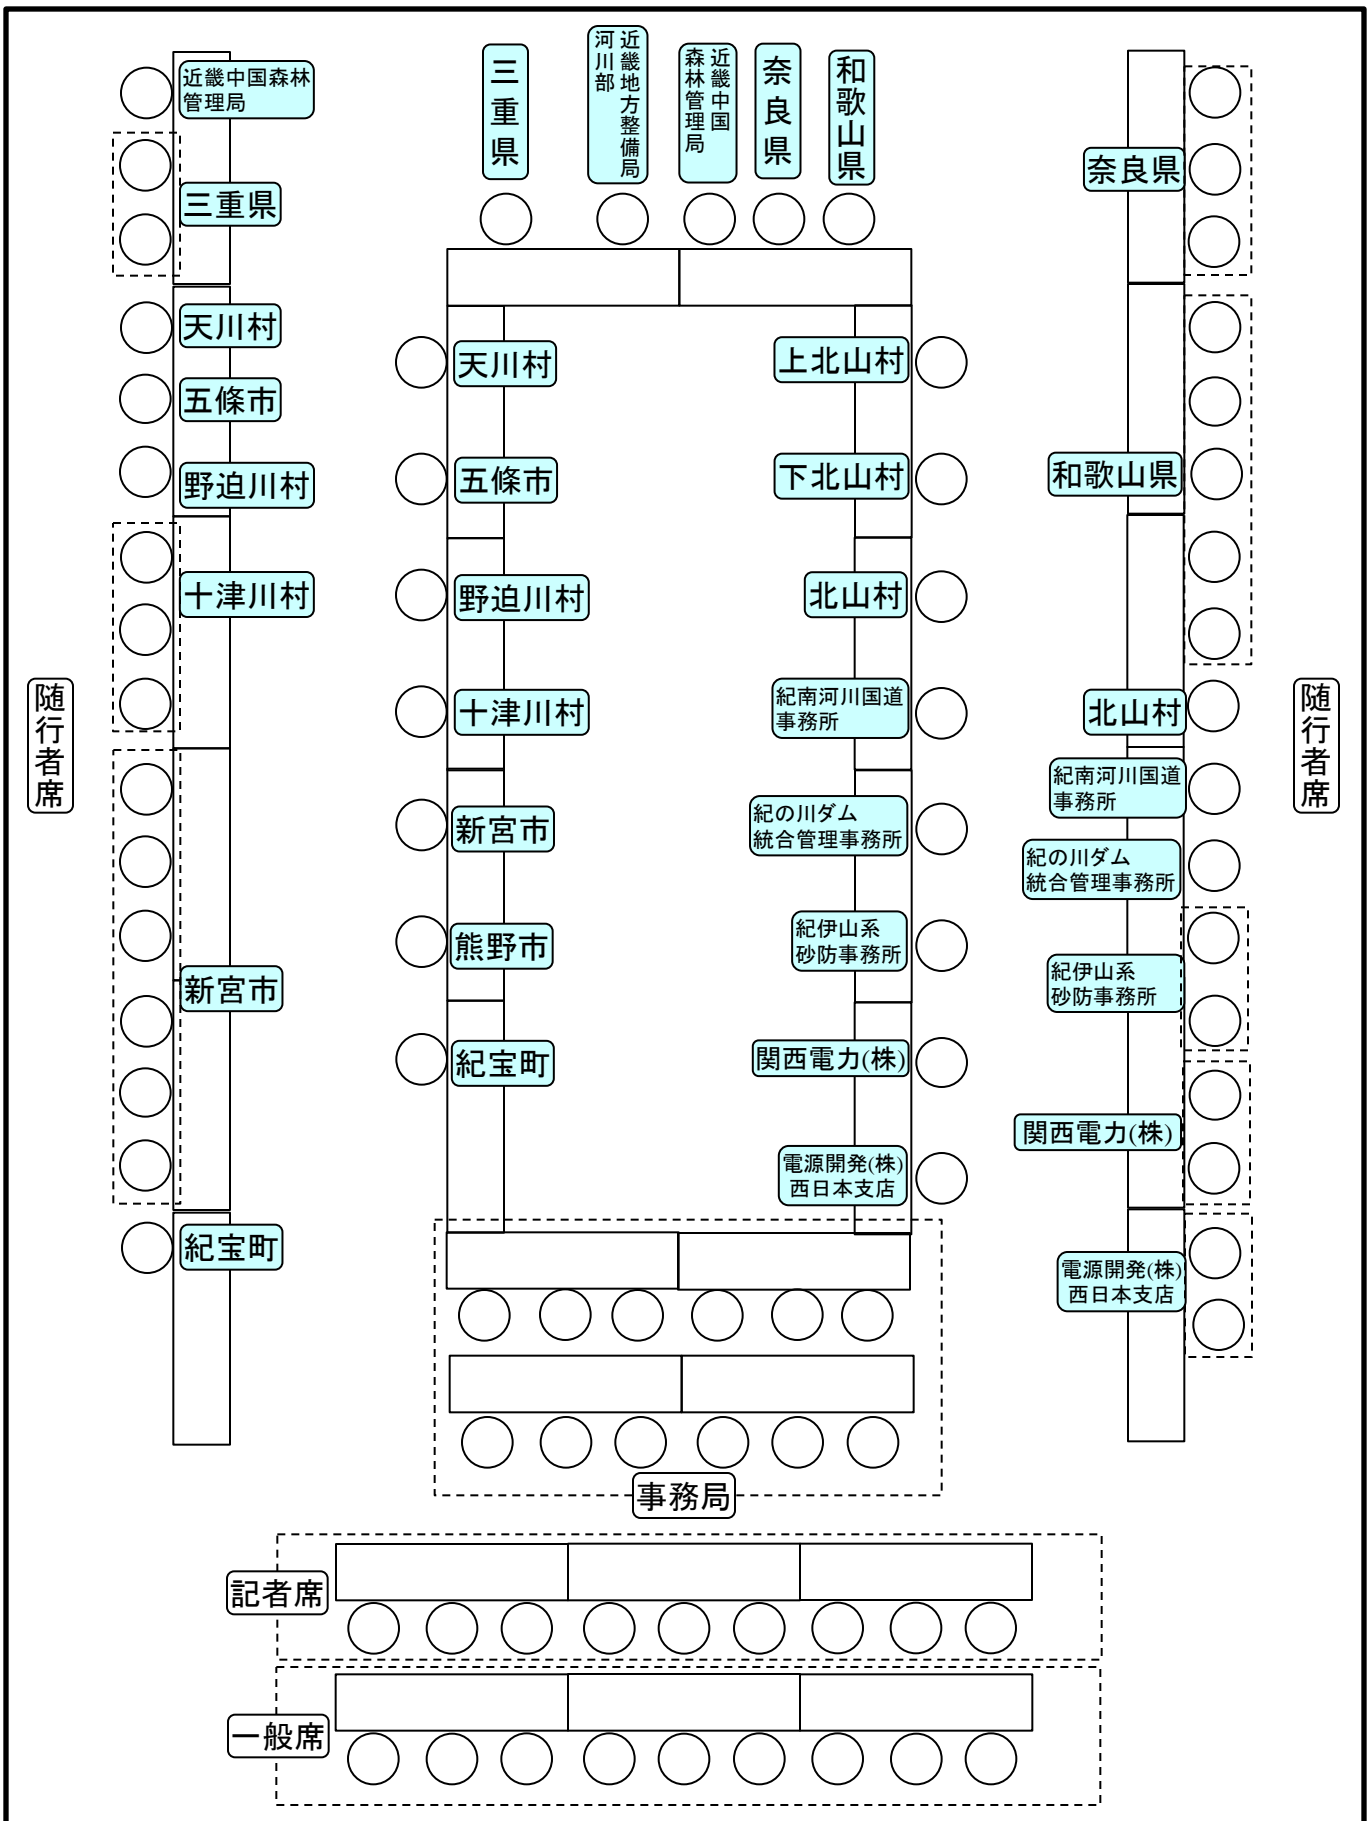 三重県
近畿地方整備局
河川部
近畿中国
森林管理局
奈良県
和歌山県
近畿中国森林
管理局
三重県
天川村
五條市
野迫川村
十津川村
新宮市
紀宝町
随行者席
天川村
五條市
野迫川村
十津川村
新宮市
熊野市
紀宝町
上北山村
下北山村
北山村
紀南河川国道
事務所
紀の川ダム
統合管理事務所
紀伊山系
砂防事務所
関西電力(株)
電源開発(株)
西日本支店
奈良県
和歌山県
北山村
紀南河川国道
事務所
紀の川ダム
統合管理事務所
紀伊山系
砂防事務所
関西電力(株)
電源開発(株)
西日本支店
随行者席
事務局
記者席
一般席